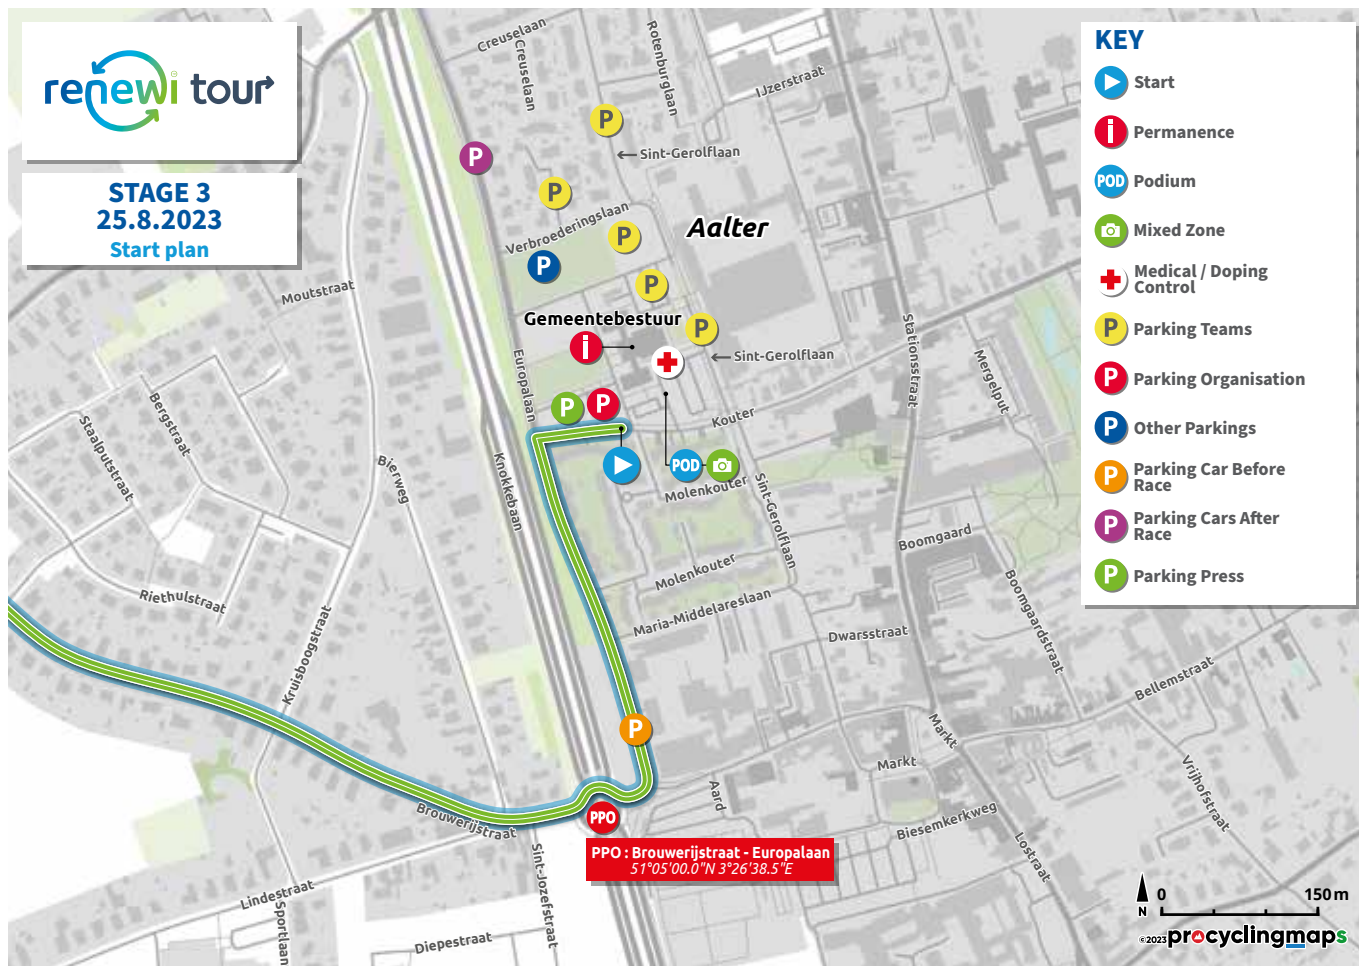 renewi tour
STAGE 3
25.8.2023
Start plan
KEY
Start
Permanence
POD
Podium
Mixed Zone
Medical / Doping
Control
P
Parking Teams
P
Parking Organisation
P
Other Parkings
P
Parking Car Before
Race
P
Parking Cars After
Race
P
Parking Press
Creuselaan
Creuselaan
Rotenburglaan
IJzerstraat
P
Sint-Gerolflaan
P
P
Verbroederingslaan
P
Aalter
P
P
Moutstraat
Gemeentebestuur
P
Sint-Gerolflaan
Europalaan
Stationsstraat
Mergelput
P
P
Kouter
Bergstraat
Staalputstraat
Bierweg
Knokkebaan
POD
Molenkouter
Sint-Gerolflaan
Boomgaard
Molenkouter
Boomgaardstraat
Riethulstraat
Maria-Middelareslaan
Dwarsstraat
Kruisboogstraat
Bellemstraat
P
Markt
Markt
Vrijhofstraat
Aard
Brouwerijstraat
PPO
Biesemkerkweg
Lostraat
PPO : Brouwerijstraat - Europalaan
51°05'00.0"N 3°26'38.5"E
Sint-Jozefstraat
Lindestraat
Sportlaan
Diepestraat
N
0
150m
©2023 procyclingmaps